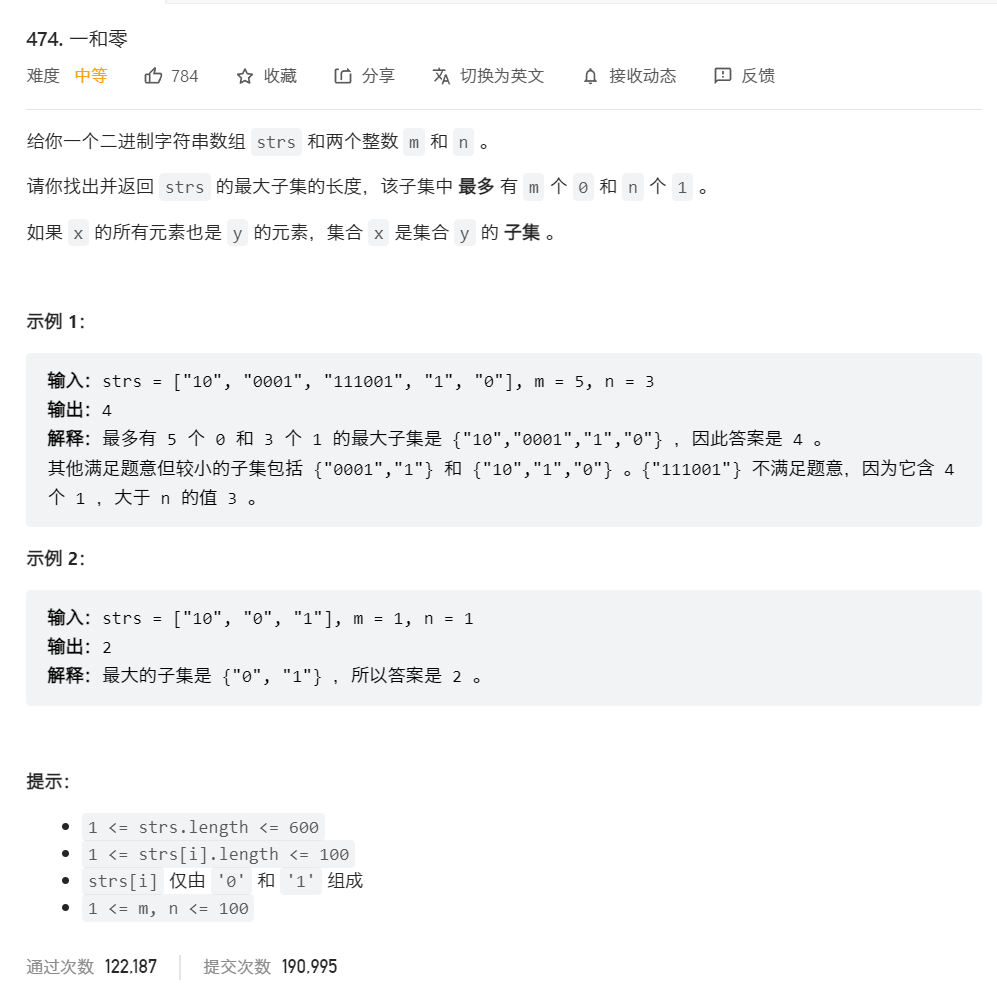 474. 一和零
难度 中等 784 收藏 分享 切换为英文 接收动态 反馈
给你一个二进制字符串数组 strs 和两个整数 m 和 n 。
请你找出并返回 strs 的最大子集的长度，该子集中 最多 有 m 个 0 和 n 个 1 。
如果 x 的所有元素也是 y 的元素，集合 x 是集合 y 的 子集 。
示例 1：
输入：strs = ["10", "0001", "111001", "1", "0"], m = 5, n = 3
输出：4
解释：最多有 5 个 0 和 3 个 1 的最大子集是 {"10","0001","1","0"} ，因此答案是 4 。
其他满足题意但较小的子集包括 {"0001","1"} 和 {"10","1","0"} 。{"111001"} 不满足题意，因为它含 4
个 1 ，大于 n 的值 3 。
示例 2：
输入：strs = ["10", "0", "1"], m = 1, n = 1
输出：2
解释：最大的子集是 {"0", "1"} ，所以答案是 2 。
提示：
1 <= strs.length <= 600
1 <= strs[i].length <= 100
strs[i] 仅由 '0' 和 '1' 组成
1 <= m, n <= 100
通过次数 122,187 提交次数 190,995